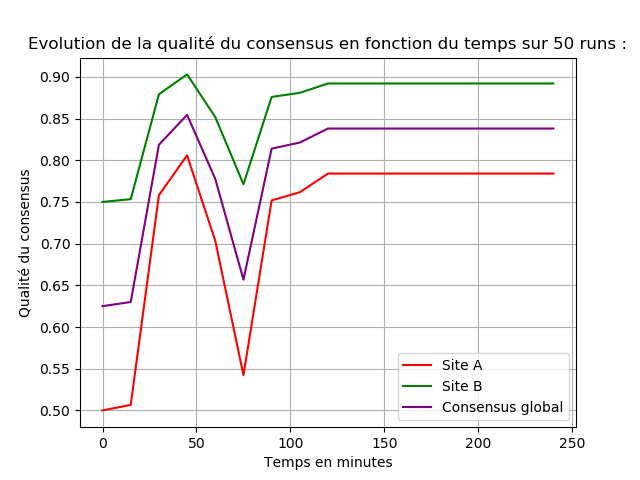 Evolution de la qualité du consensus en fonction du temps sur 50 runs :
0.90
0.85
0.80
0.75
0.70
0.65
0.60
0.55
0.50
Qualité du consensus
Site A
Site B
Consensus global
0 50 100 150 200 250
Temps en minutes